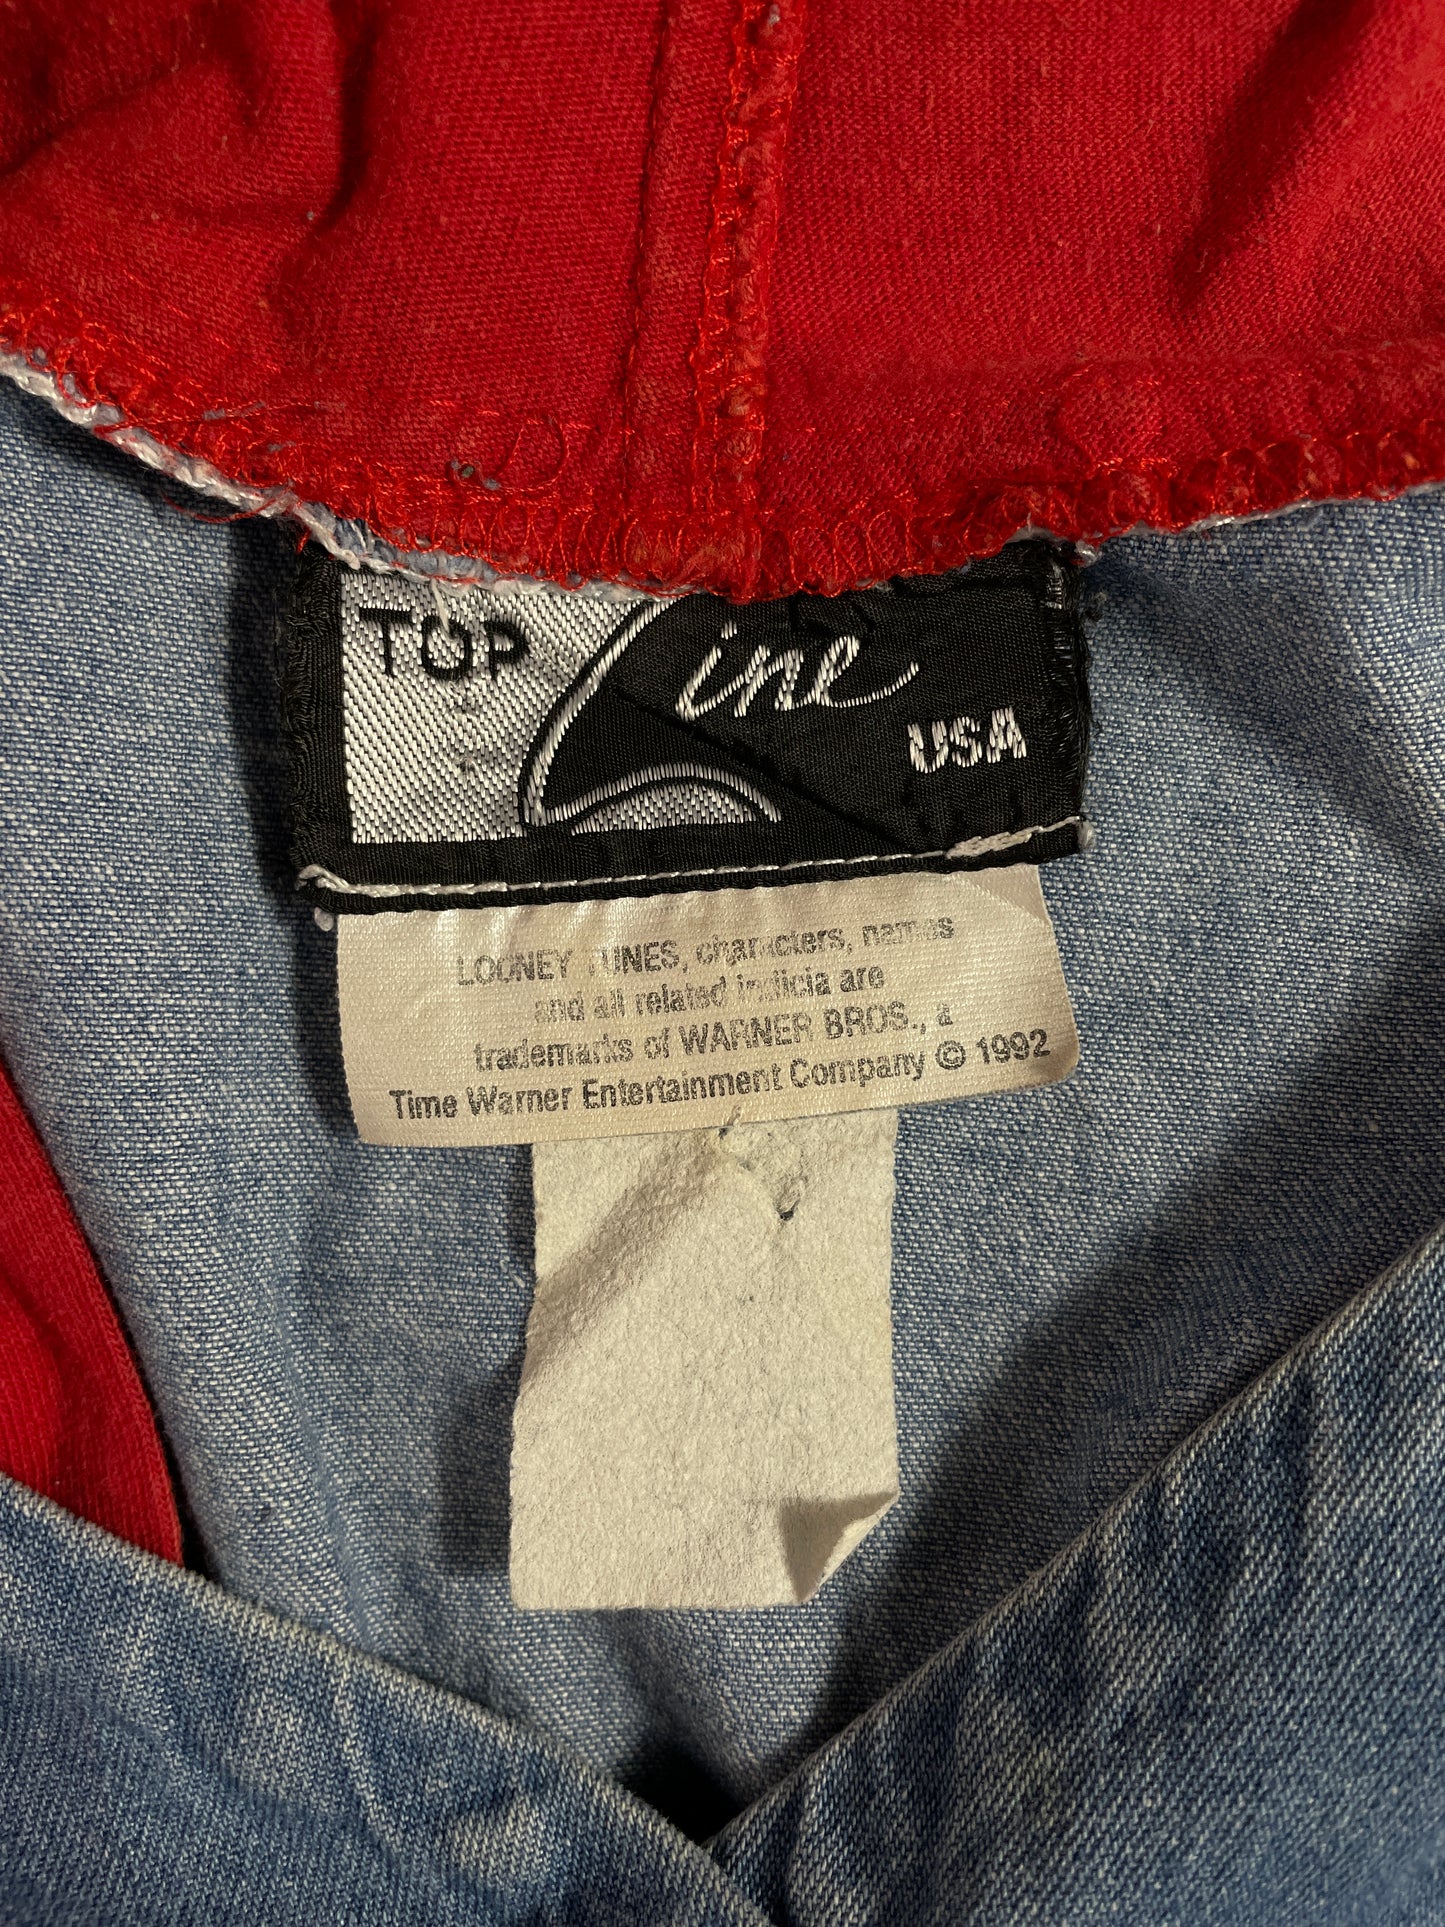 TOP Line
USA
LOONEY TUNES, characters, names
and all related indicia are
trademarks of WARNER BROS., a
Time Warner Entertainment Company © 1992